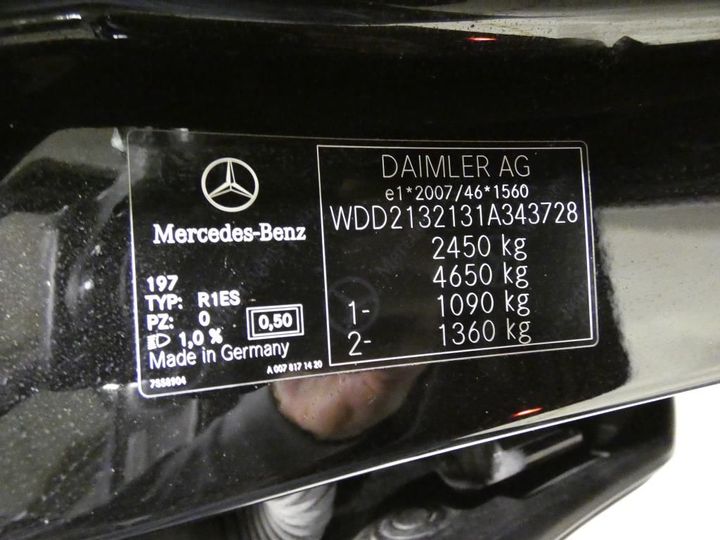 Mercedes-Benz
197
TYP: R1ES
PZ: 0
0,50
1,0 %
Made in Germany
7588904
A 007 817 14 20
DAIMLER AG
e1*2007/46*1560
WDD2132131A343728
2450 kg
4650 kg
1- 1090 kg
2- 1360 kg